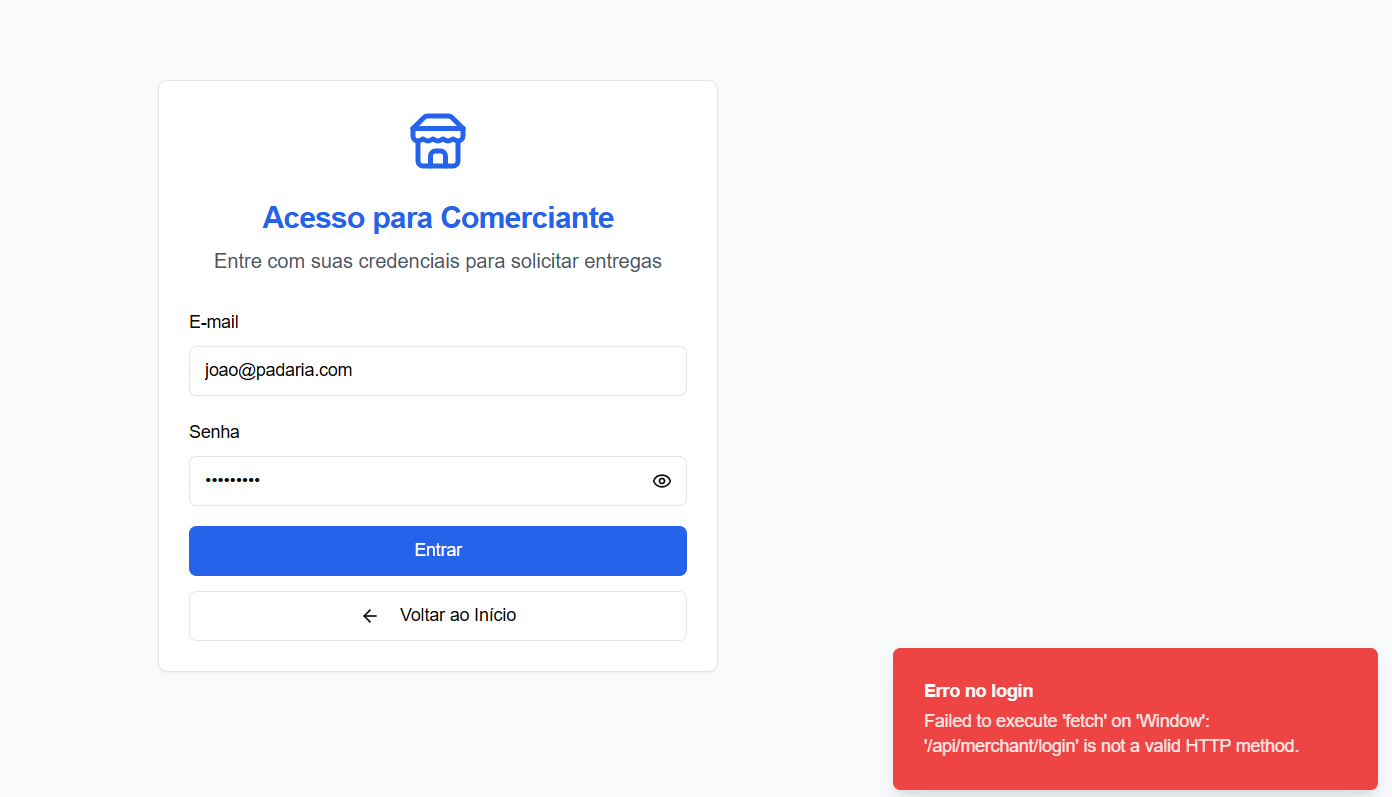 Acesso para Comerciante
Entre com suas credenciais para solicitar entregas
E-mail
joao@padaria.com
Senha
•••••••••
Entrar
Voltar ao Início
Erro no login
Failed to execute 'fetch' on 'Window':
'/api/merchant/login' is not a valid HTTP method.